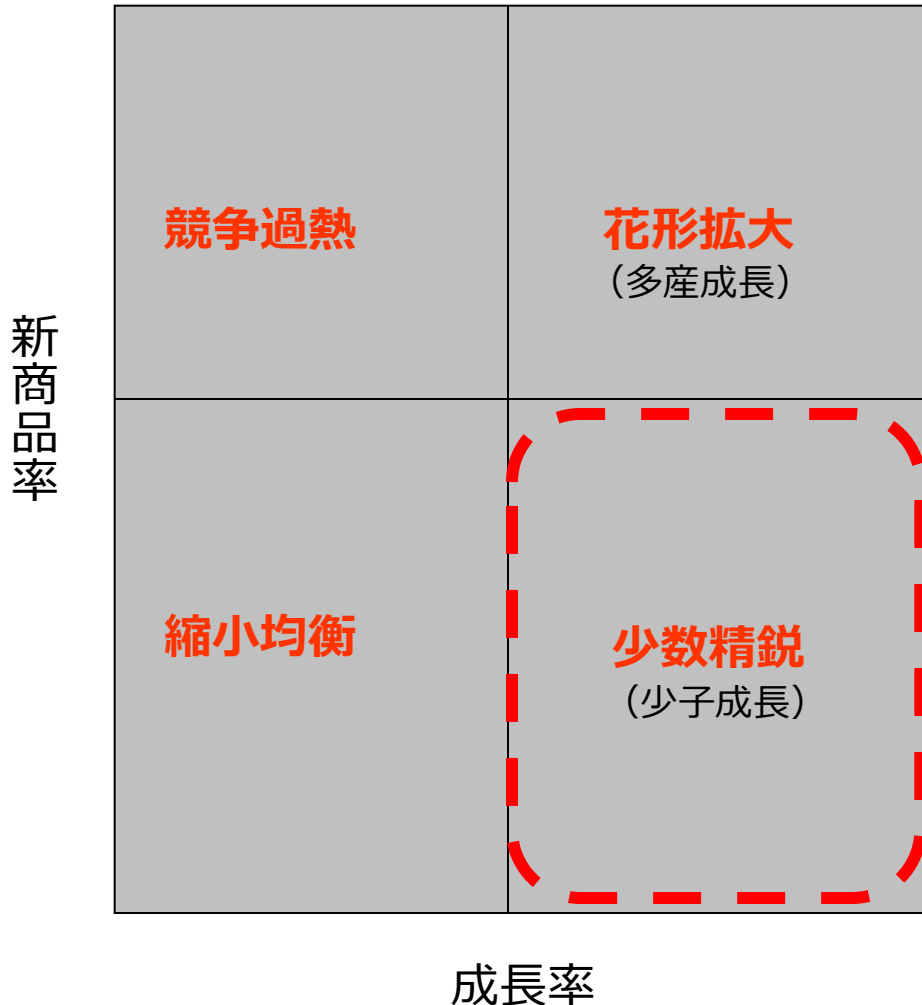 競争過熱
花形拡大
（多産成長）
新商品率
縮小均衡
少数精鋭
（少子成長）
成長率